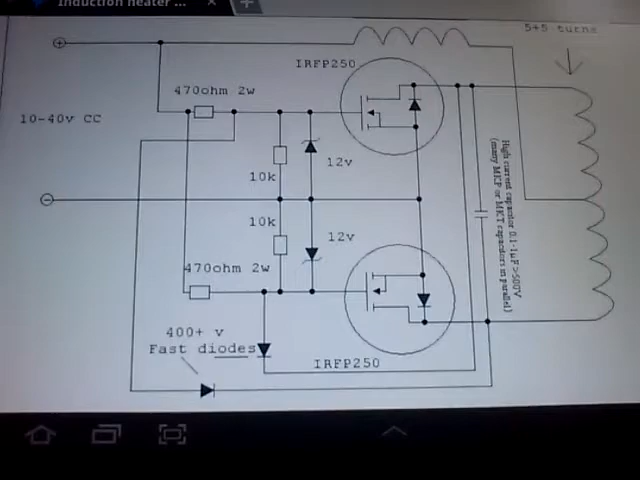 Induction heater ...
5+5 turns
IRFP250
470ohm 2w
10-40v CC
12v
10k
10k
12v
470ohm 2w
High current capacitor 0.1-1uF >500V
(many MKP or MKT capacitors in parallel)
400+ v
Fast diodes
IRFP250